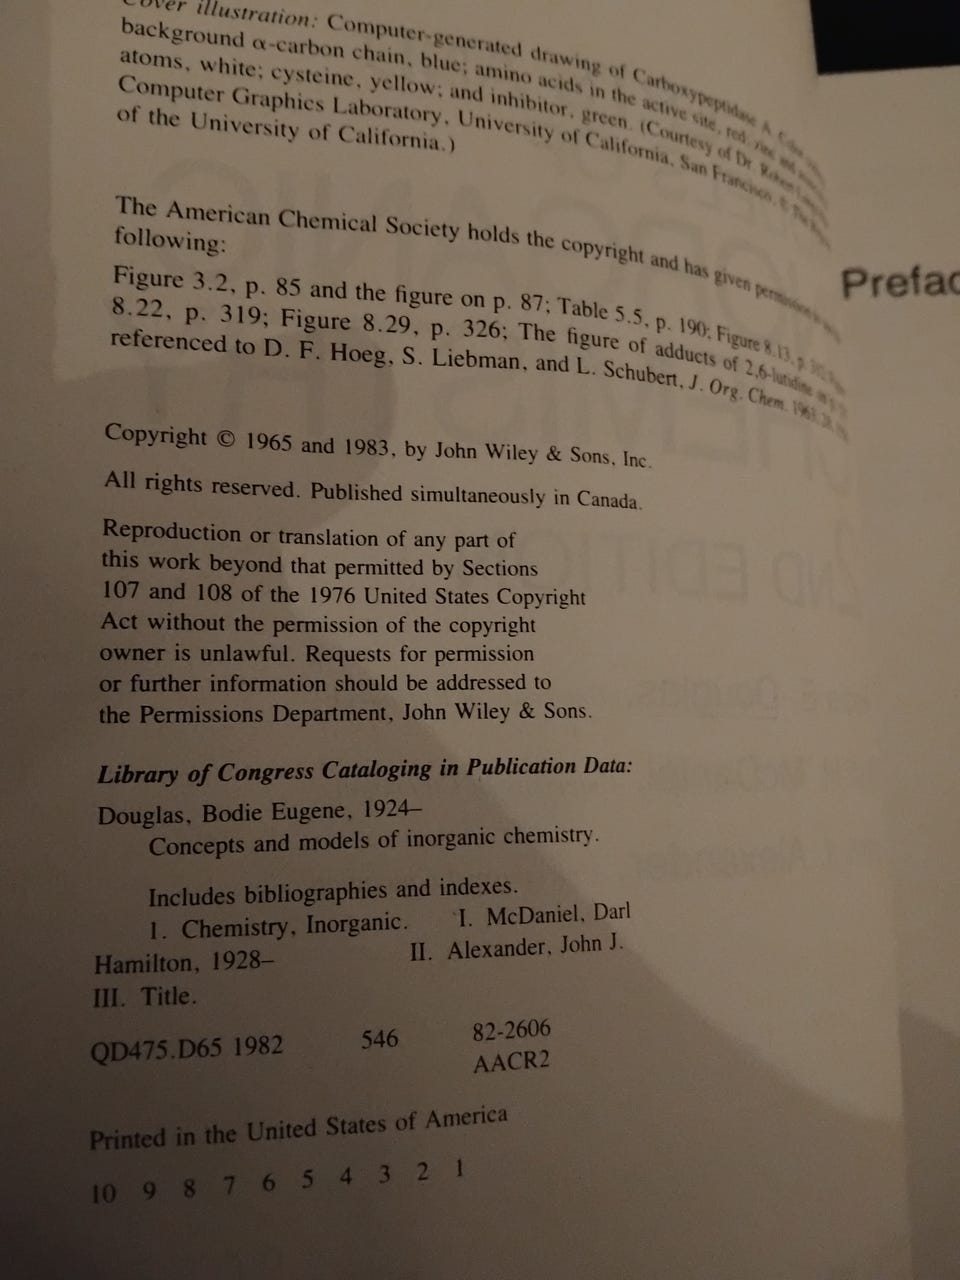 Cover illustration: Computer-generated drawing of Carboxypeptidase A.
background α-carbon chain, blue; amino acids in the active site, red; zinc and
atoms, white; cysteine, yellow; and inhibitor, green. (Courtesy of Dr. Robert
Computer Graphics Laboratory, University of California, San Francisco. ©
of the University of California.)
The American Chemical Society holds the copyright and has given permission
following:
Figure 3.2, p. 85 and the figure on p. 87; Table 5.5, p. 190; Figure 8.13, p.
8.22, p. 319; Figure 8.29, p. 326; The figure of adducts of 2,6-lutidine on p.
referenced to D. F. Hoeg, S. Liebman, and L. Schubert, J. Org. Chem. 1963, 28,
Copyright © 1965 and 1983, by John Wiley & Sons, Inc.
All rights reserved. Published simultaneously in Canada.
Reproduction or translation of any part of
this work beyond that permitted by Sections
107 and 108 of the 1976 United States Copyright
Act without the permission of the copyright
owner is unlawful. Requests for permission
or further information should be addressed to
the Permissions Department, John Wiley & Sons.
Library of Congress Cataloging in Publication Data:
Douglas, Bodie Eugene, 1924–
Concepts and models of inorganic chemistry.
Includes bibliographies and indexes.
1. Chemistry, Inorganic. I. McDaniel, Darl
Hamilton, 1928– II. Alexander, John J.
III. Title.
QD475.D65 1982 546 82-2606
AACR2
Printed in the United States of America
10 9 8 7 6 5 4 3 2 1
Prefac